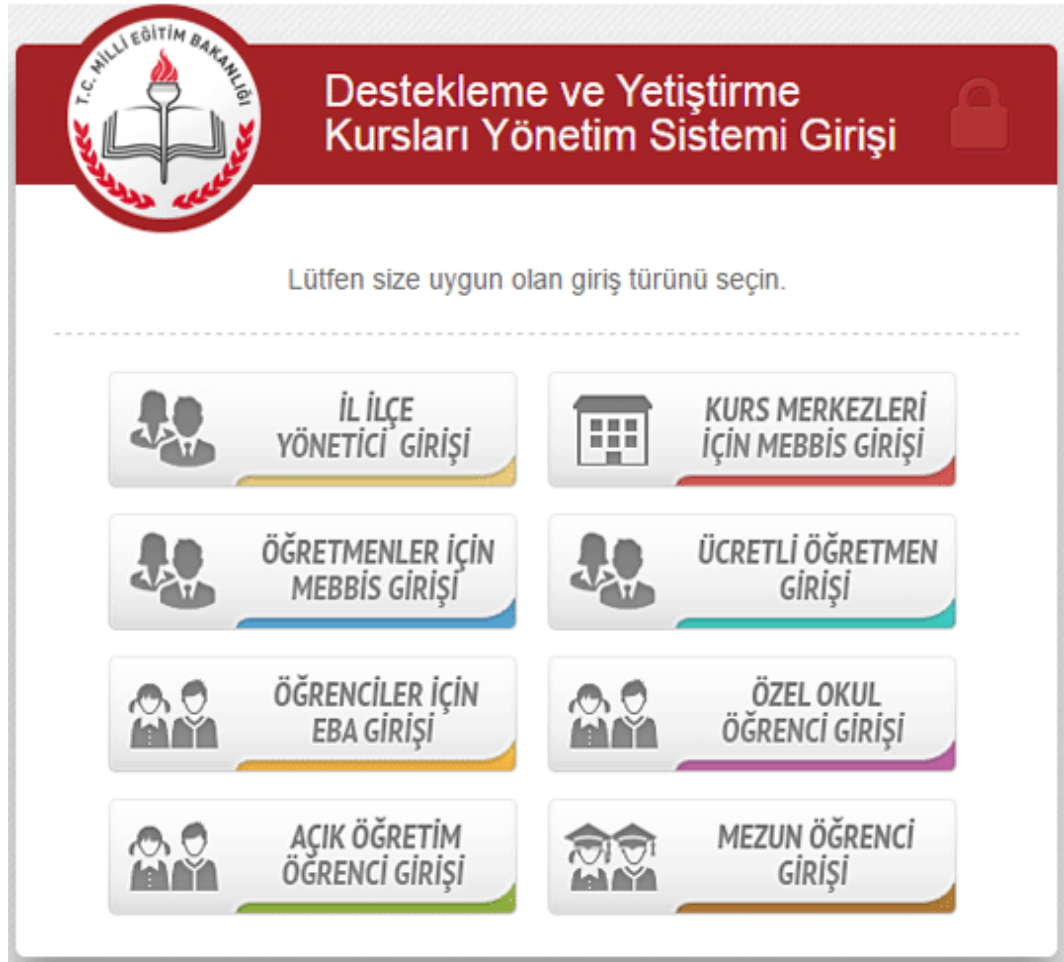 T.C. MİLLİ EĞİTİM BAKANLIĞI
Destekleme ve Yetiştirme
Kursları Yönetim Sistemi Girişi
Lütfen size uygun olan giriş türünü seçin.
İL İLÇE
YÖNETİCİ GİRİŞİ
KURS MERKEZLERİ
İÇİN MEBBİS GİRİŞİ
ÖĞRETMENLER İÇİN
MEBBİS GİRİŞİ
ÜCRETLİ ÖĞRETMEN
GİRİŞİ
ÖĞRENCİLER İÇİN
EBA GİRİŞİ
ÖZEL OKUL
ÖĞRENCİ GİRİŞİ
AÇIK ÖĞRETİM
ÖĞRENCİ GİRİŞİ
MEZUN ÖĞRENCİ
GİRİŞİ